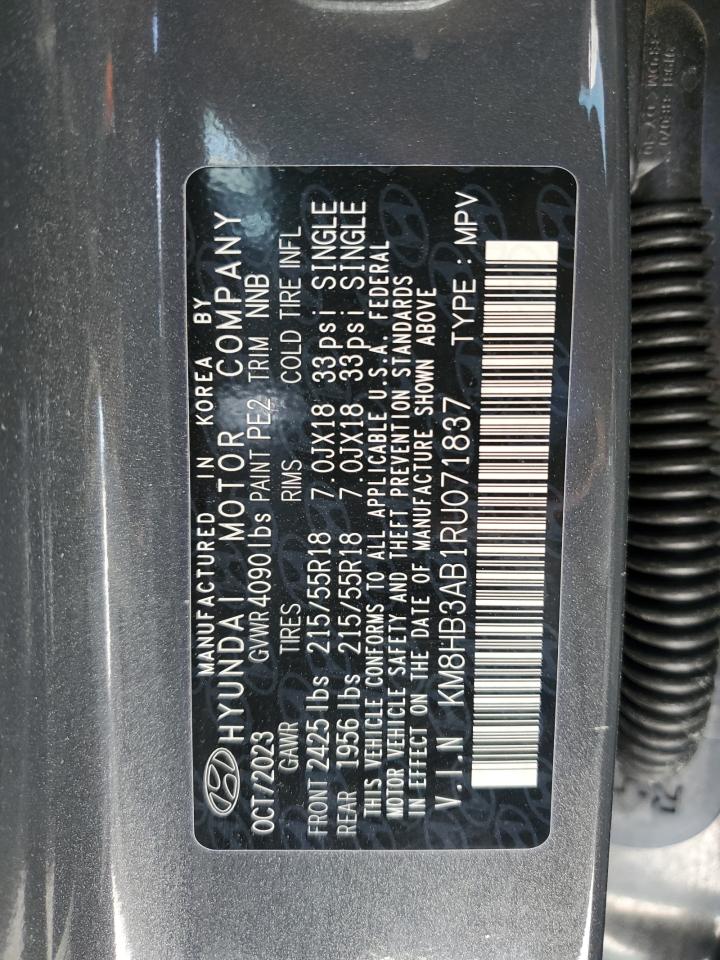 MANUFACTURED IN KOREA BY
HYUNDAI MOTOR COMPANY
OCT/2023 GVWR 4090 lbs PAINT PE2 TRIM NNB
GAWR TIRES RIMS COLD TIRE INFL
FRONT 2425 lbs 215/55R18 7.0JX18 33psi SINGLE
REAR 1956 lbs 215/55R18 7.0JX18 33psi SINGLE
THIS VEHICLE CONFORMS TO ALL APPLICABLE U.S.A. FEDERAL
MOTOR VEHICLE SAFETY AND THEFT PREVENTION STANDARDS
IN EFFECT ON THE DATE OF MANUFACTURE SHOWN ABOVE
V.I.N KM8HB3AB1RU071837 TYPE : MPV